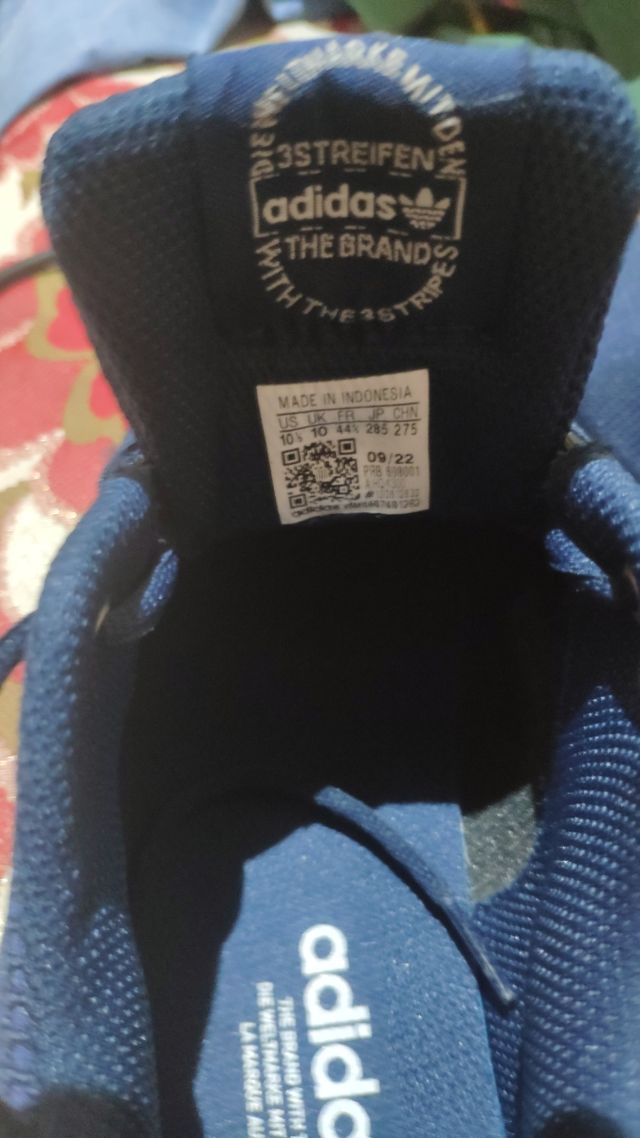 DIE WELTMARKE MIT DEN
3STREIFEN
adidas
THE BRAND
WITH THE 3STRIPES
MADE IN INDONESIA
US UK FR JP CHN
10½ 10 44⅔ 285 275
09/22
PRB
adidas
adid
THE BRAND WITH
DIE WELTMARKE MIT
LA MARQUE AU